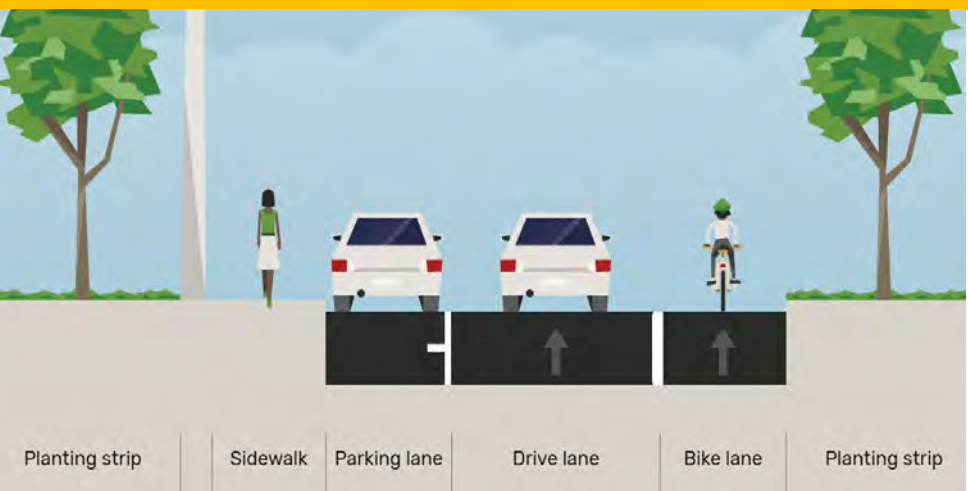 Planting strip
Sidewalk
Parking lane
Drive lane
Bike lane
Planting strip